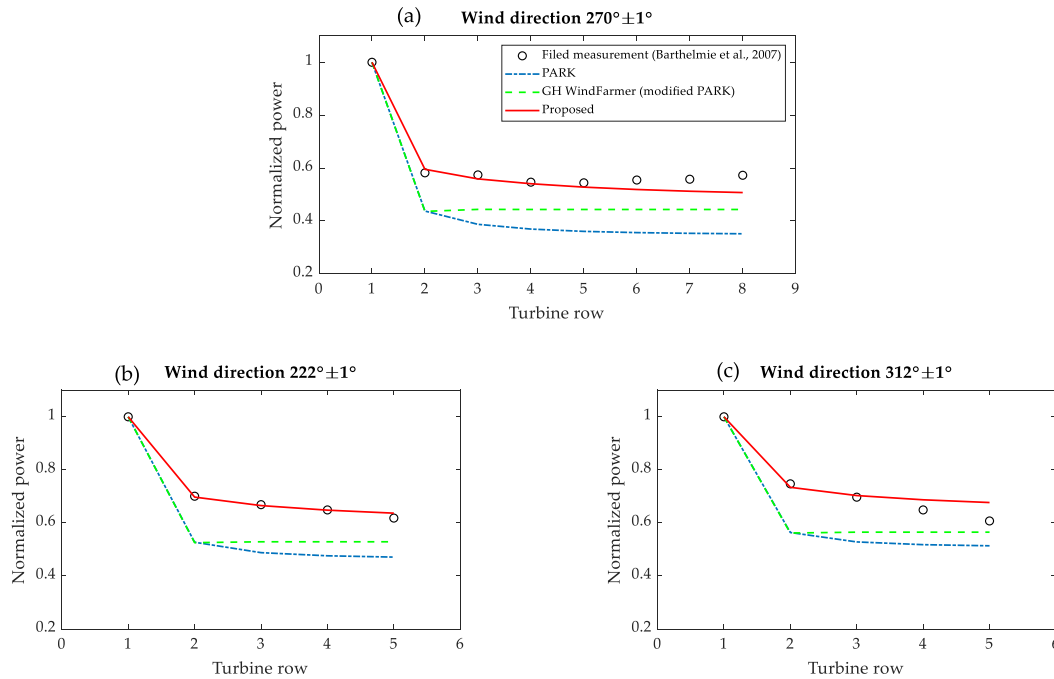 (a)
Wind direction 270°±1°
Filed measurement (Barthelmie et al., 2007)
PARK
GH WindFarmer (modified PARK)
Proposed
Normalized power
1
0.8
0.6
0.4
0.2
0 1 2 3 4 5 6 7 8 9
Turbine row
(b)
Wind direction 222°±1°
Normalized power
1
0.8
0.6
0.4
0.2
0 1 2 3 4 5 6
Turbine row
(c)
Wind direction 312°±1°
Normalized power
1
0.8
0.6
0.4
0.2
0 1 2 3 4 5 6
Turbine row